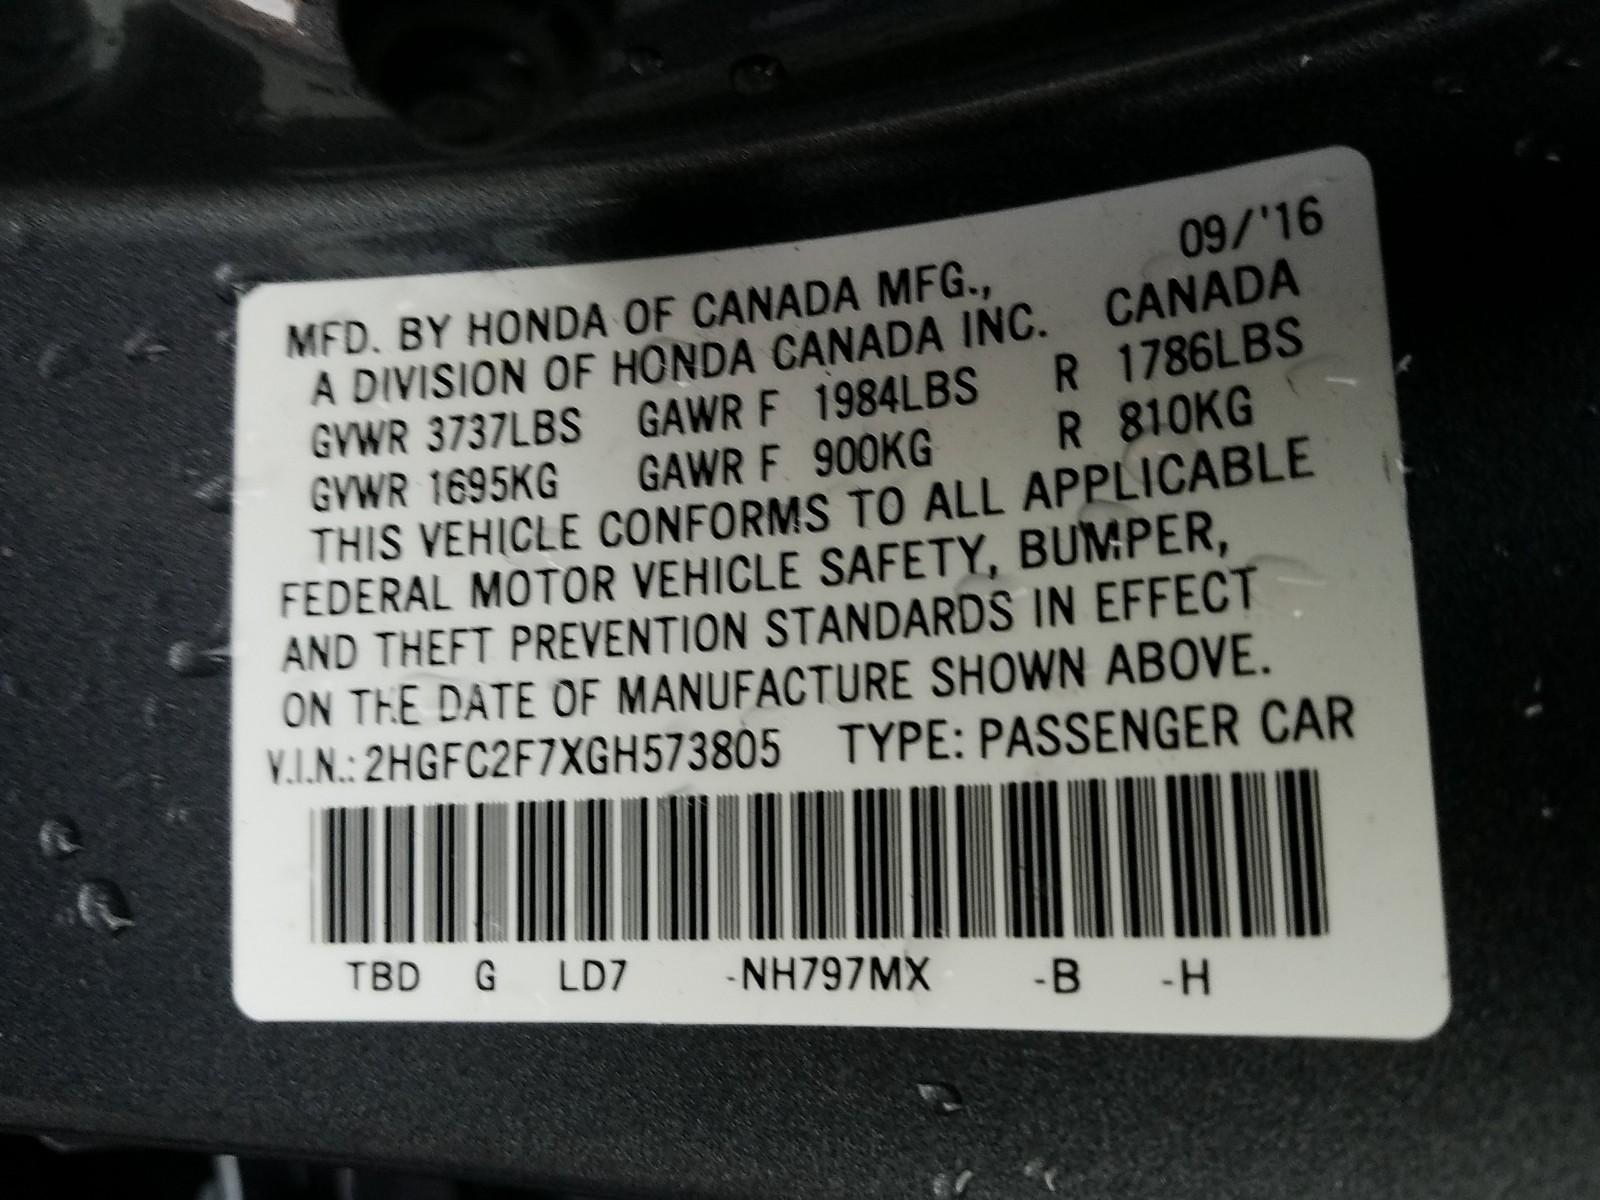 09/'16
MFD. BY HONDA OF CANADA MFG.,
A DIVISION OF HONDA CANADA INC. CANADA
GVWR 3737LBS GAWR F 1984LBS R 1786LBS
GVWR 1695KG GAWR F 900KG R 810KG
THIS VEHICLE CONFORMS TO ALL APPLICABLE
FEDERAL MOTOR VEHICLE SAFETY, BUMPER,
AND THEFT PREVENTION STANDARDS IN EFFECT
ON THE DATE OF MANUFACTURE SHOWN ABOVE.
V.I.N.: 2HGFC2F7XGH573805 TYPE: PASSENGER CAR
TBD G LD7 -NH797MX -B -H